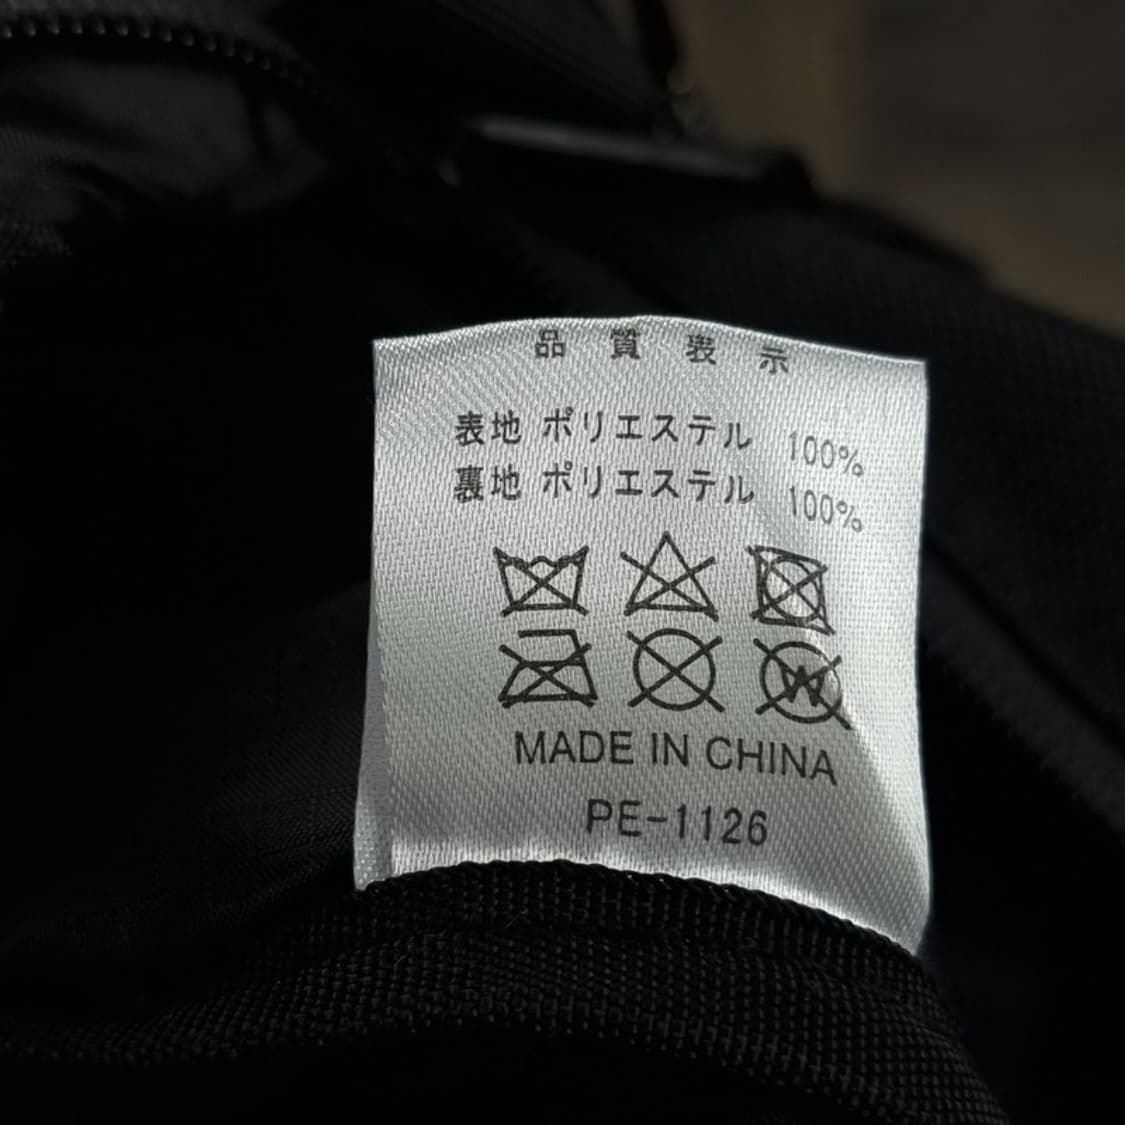 品質表示
表地 ポリエステル 100%
裏地 ポリエステル 100%
W
MADE IN CHINA
PE-1126